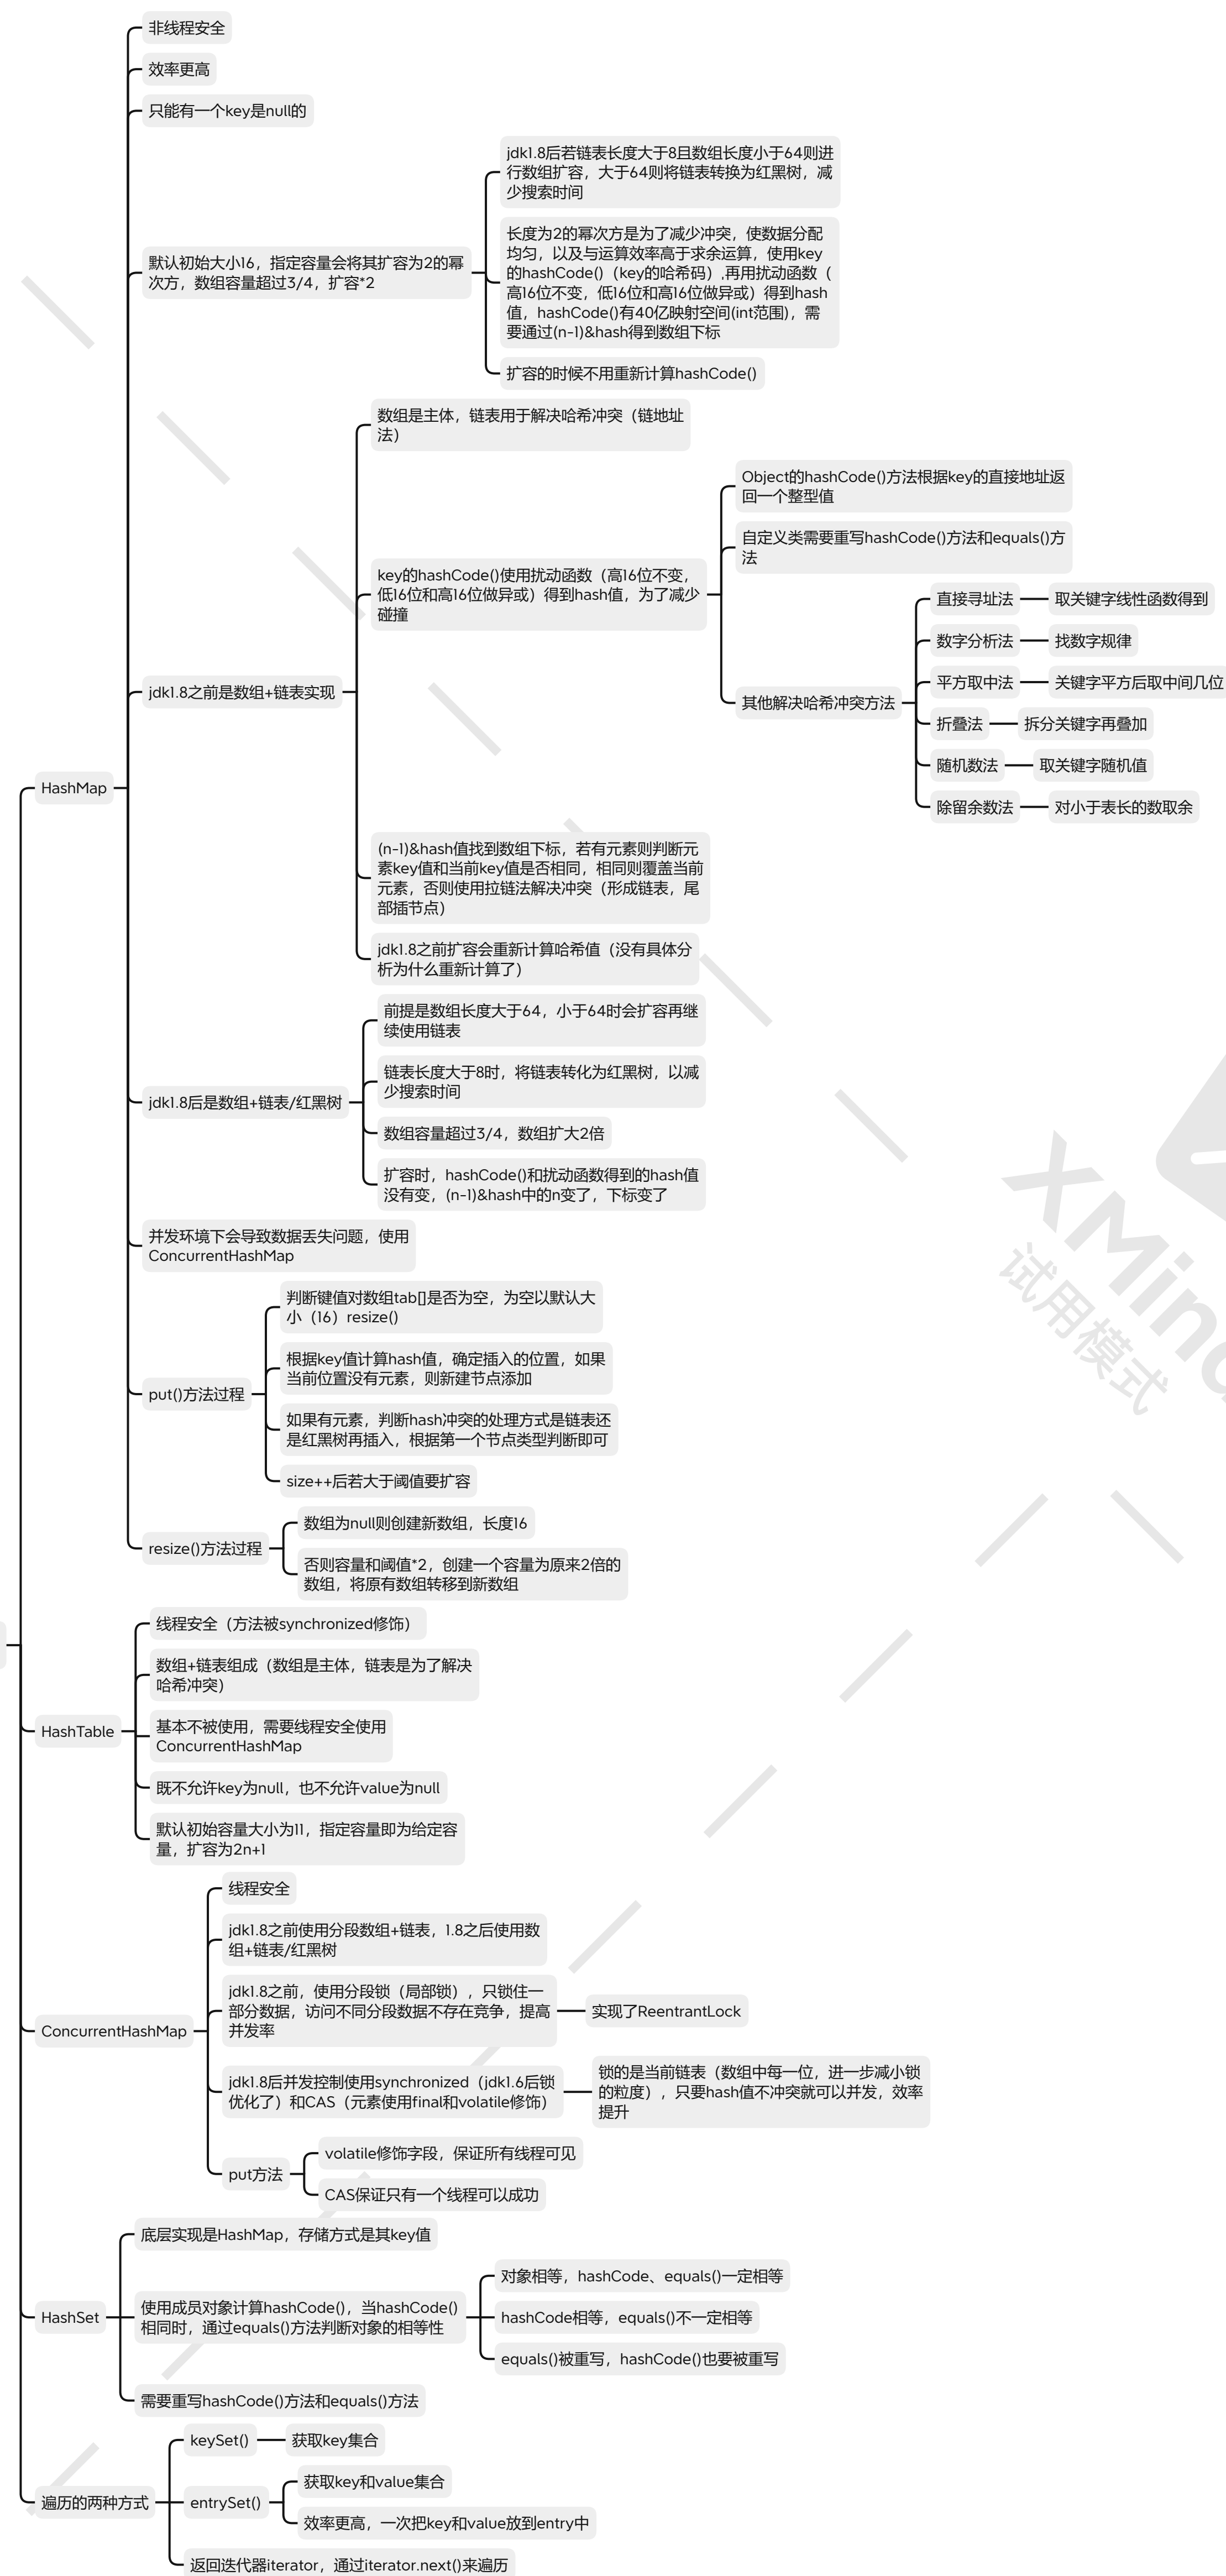 非线程安全
效率更高
只能有一个key是null的
jdk1.8后若链表长度大于8且数组长度小于64则进
行数组扩容，大于64则将链表转换为红黑树，减
少搜索时间
默认初始大小16，指定容量会将其扩容为2的幂
次方，数组容量超过3/4，扩容*2
长度为2的幂次方是为了减少冲突，使数据分配
均匀，以及与运算效率高于求余运算，使用key
的hashCode()（key的哈希码）,再用扰动函数（
高16位不变，低16位和高16位做异或）得到hash
值，hashCode()有40亿映射空间(int范围)，需
要通过(n-1)&hash得到数组下标
扩容的时候不用重新计算hashCode()
数组是主体，链表用于解决哈希冲突（链地址
法）
Object的hashCode()方法根据key的直接地址返
回一个整型值
自定义类需要重写hashCode()方法和equals()方
法
key的hashCode()使用扰动函数（高16位不变，
低16位和高16位做异或）得到hash值，为了减少
碰撞
直接寻址法
取关键字线性函数得到
数字分析法
找数字规律
平方取中法
关键字平方后取中间几位
其他解决哈希冲突方法
折叠法
拆分关键字再叠加
随机数法
取关键字随机值
除留余数法
对小于表长的数取余
jdk1.8之前是数组+链表实现
HashMap
(n-1)&hash值找到数组下标，若有元素则判断元
素key值和当前key值是否相同，相同则覆盖当前
元素，否则使用拉链法解决冲突（形成链表，尾
部插节点）
jdk1.8之前扩容会重新计算哈希值（没有具体分
析为什么重新计算了）
前提是数组长度大于64，小于64时会扩容再继
续使用链表
链表长度大于8时，将链表转化为红黑树，以减
少搜索时间
jdk1.8后是数组+链表/红黑树
数组容量超过3/4，数组扩大2倍
扩容时，hashCode()和扰动函数得到的hash值
没有变，(n-1)&hash中的n变了，下标变了
并发环境下会导致数据丢失问题，使用
ConcurrentHashMap
判断键值对数组tab[]是否为空，为空以默认大
小（16）resize()
根据key值计算hash值，确定插入的位置，如果
当前位置没有元素，则新建节点添加
put()方法过程
如果有元素，判断hash冲突的处理方式是链表还
是红黑树再插入，根据第一个节点类型判断即可
size++后若大于阈值要扩容
数组为null则创建新数组，长度16
resize()方法过程
否则容量和阈值*2，创建一个容量为原来2倍的
数组，将原有数组转移到新数组
线程安全（方法被synchronized修饰）
数组+链表组成（数组是主体，链表是为了解决
哈希冲突）
HashTable
基本不被使用，需要线程安全使用
ConcurrentHashMap
既不允许key为null，也不允许value为null
默认初始容量大小为11，指定容量即为给定容
量，扩容为2n+1
线程安全
jdk1.8之前使用分段数组+链表，1.8之后使用数
组+链表/红黑树
jdk1.8之前，使用分段锁（局部锁），只锁住一
部分数据，访问不同分段数据不存在竞争，提高
并发率
实现了ReentrantLock
ConcurrentHashMap
jdk1.8后并发控制使用synchronized（jdk1.6后锁
优化了）和CAS（元素使用final和volatile修饰）
锁的是当前链表（数组中每一位，进一步减小锁
的粒度），只要hash值不冲突就可以并发，效率
提升
put方法
volatile修饰字段，保证所有线程可见
CAS保证只有一个线程可以成功
底层实现是HashMap，存储方式是其key值
HashSet
使用成员对象计算hashCode()，当hashCode()
相同时，通过equals()方法判断对象的相等性
对象相等，hashCode、equals()一定相等
hashCode相等，equals()不一定相等
equals()被重写，hashCode()也要被重写
需要重写hashCode()方法和equals()方法
keySet()
获取key集合
遍历的两种方式
entrySet()
获取key和value集合
效率更高，一次把key和value放到entry中
返回迭代器iterator，通过iterator.next()来遍历
XMind
试用模式